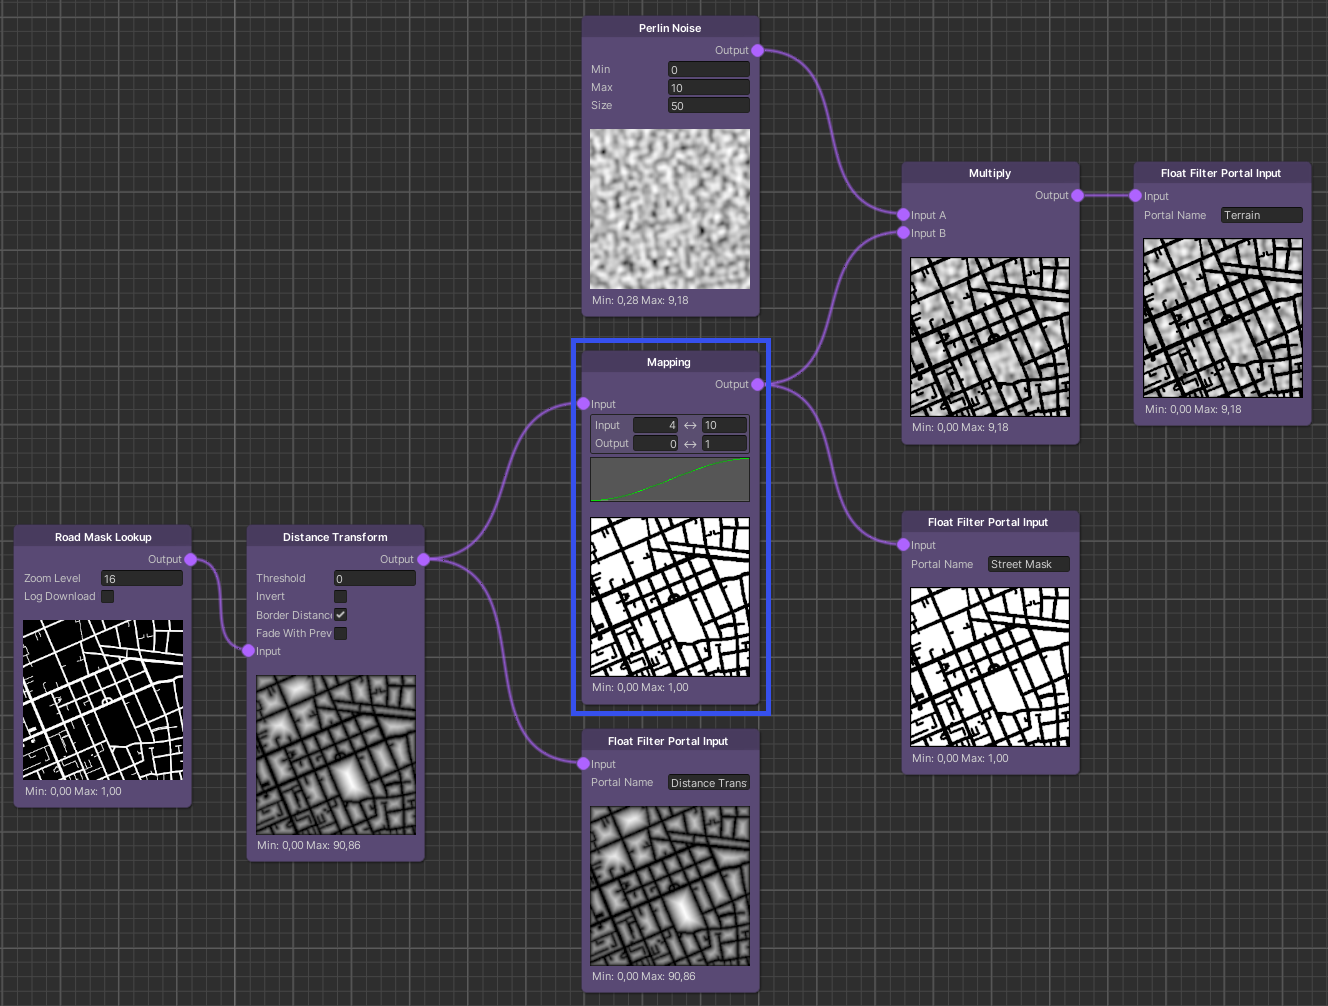 Perlin Noise
Output
Min 0
Max 10
Size 50
Min: 0,28 Max: 9,18
Multiply
Output
Input A
Input B
Min: 0,00 Max: 9,18
Float Filter Portal Input
Input
Portal Name Terrain
Min: 0,00 Max: 9,18
Mapping
Output
Input
Input 4 ↔ 10
Output 0 ↔ 1
Min: 0,00 Max: 1,00
Float Filter Portal Input
Input
Portal Name Street Mask
Min: 0,00 Max: 1,00
Road Mask Lookup
Output
Zoom Level 16
Log Download
Min: 0,00 Max: 1,00
Distance Transform
Output
Threshold 0
Invert
Border Distance
Fade With Prev
Input
Min: 0,00 Max: 90,86
Float Filter Portal Input
Input
Portal Name Distance Trans
Min: 0,00 Max: 90,86